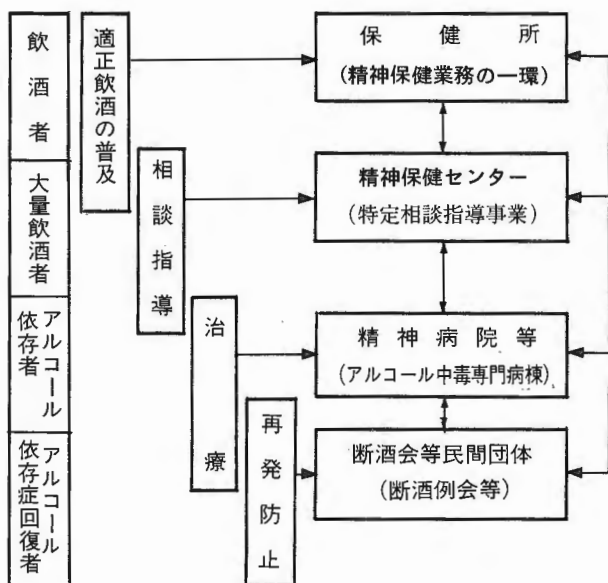 飲酒者
大量飲酒者
アルコール
依存者
アルコール
依存症回復者
適正飲酒の普及
相談指導
治療
再発防止
保健所
(精神保健業務の一環)
精神保健センター
(特定相談指導事業)
精神病院等
(アルコール中毒専門病棟)
断酒会等民間団体
(断酒例会等)